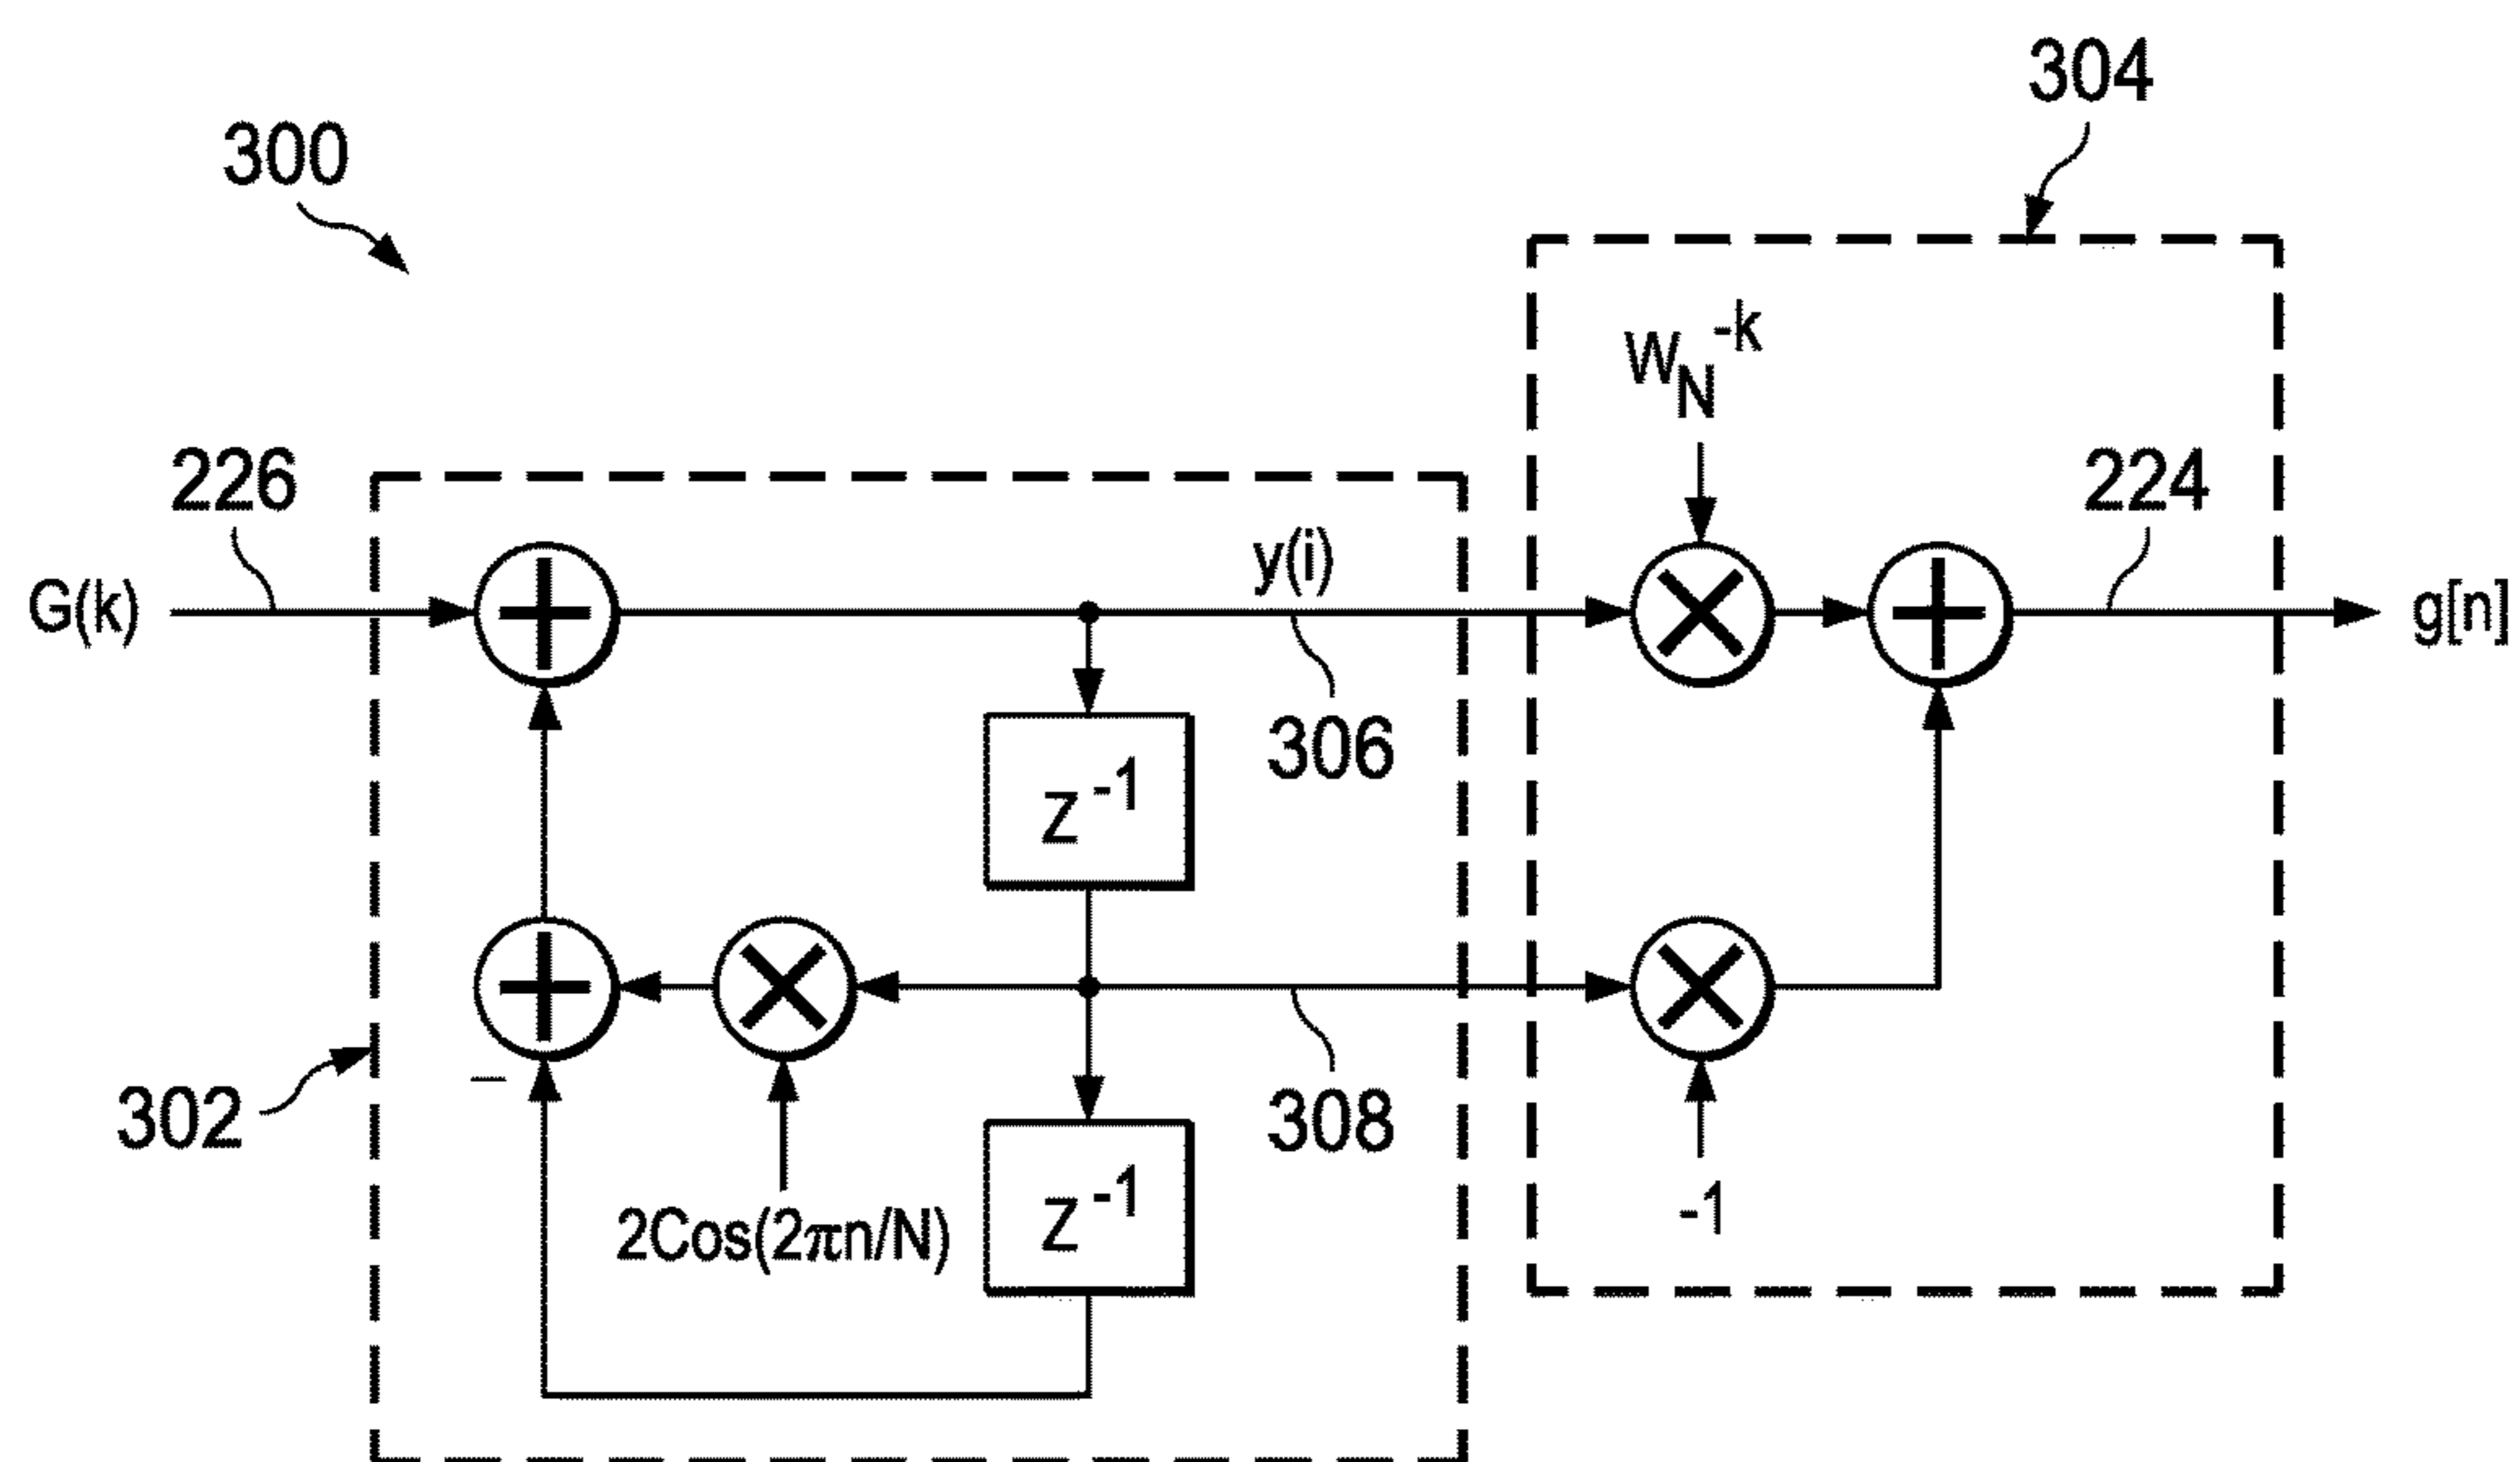 304
300
W_N^-k
226
224
y(i)
G(k)
g[n]
306
z^-1
302
308
2Cos(2πn/N)
z^-1
-1